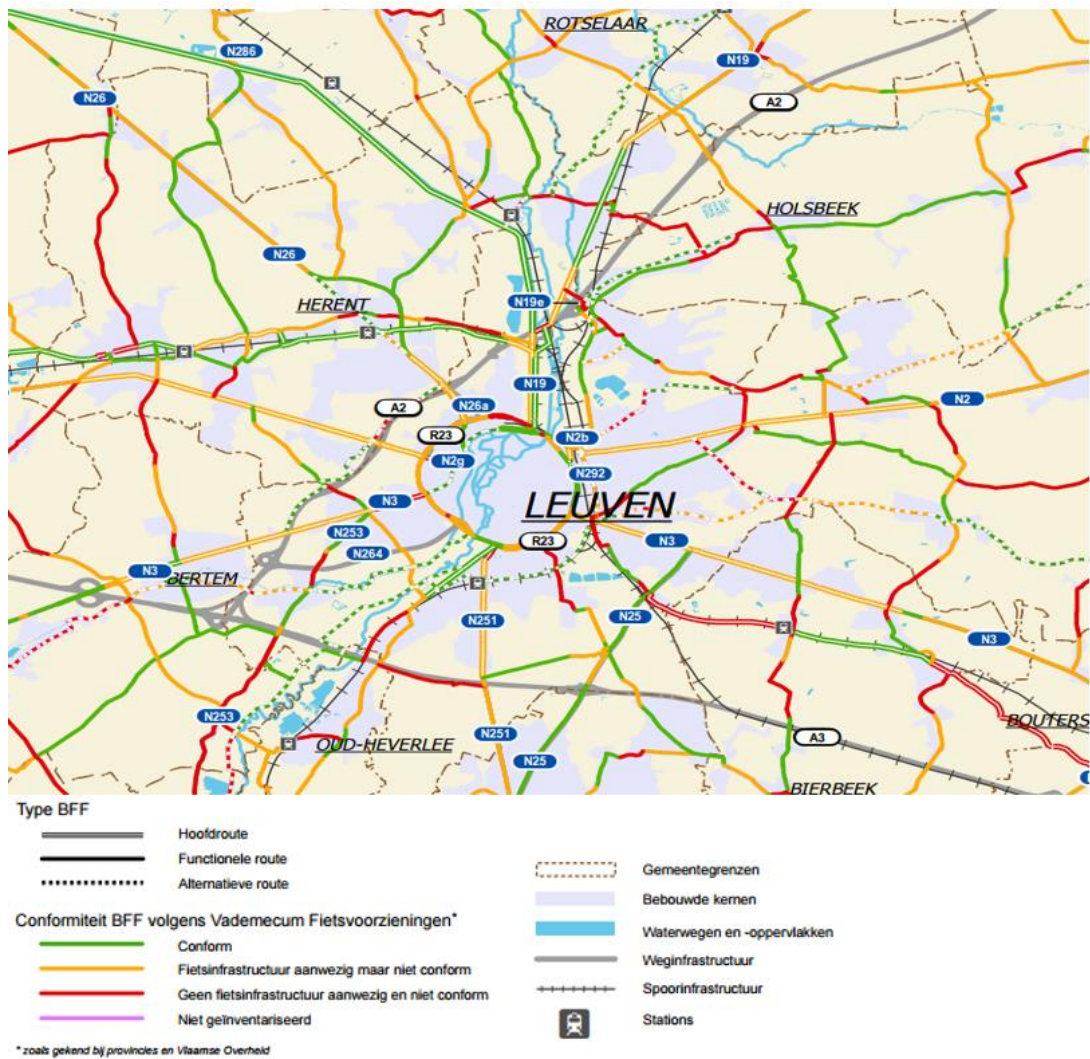 ROTSELAAR
N286
N19
N26
A2
HOLSBEEK
N26
HERENT
N19e
N19
N2
A2
N26a
R23
N2b
N2g
N292
N3
LEUVEN
N253
R23
N3
N264
N3
BERTEM
N25
N251
N3
N253
BOUTERS
N251
A3
OUD-HEVERLEE
N25
BIERBEEK
Type BFF
Hoofdroute
Functionele route
Alternatieve route
Conformiteit BFF volgens Vademecum Fietsvoorzieningen*
Conform
Fietsinfrastructuur aanwezig maar niet conform
Geen fietsinfrastructuur aanwezig en niet conform
Niet geïnventariseerd
* zoals gekend bij provincies en Vlaamse Overheid
Gemeentegrenzen
Bebouwde kernen
Waterwegen en -oppervlakken
Weginfrastructuur
Spoorinfrastructuur
Stations